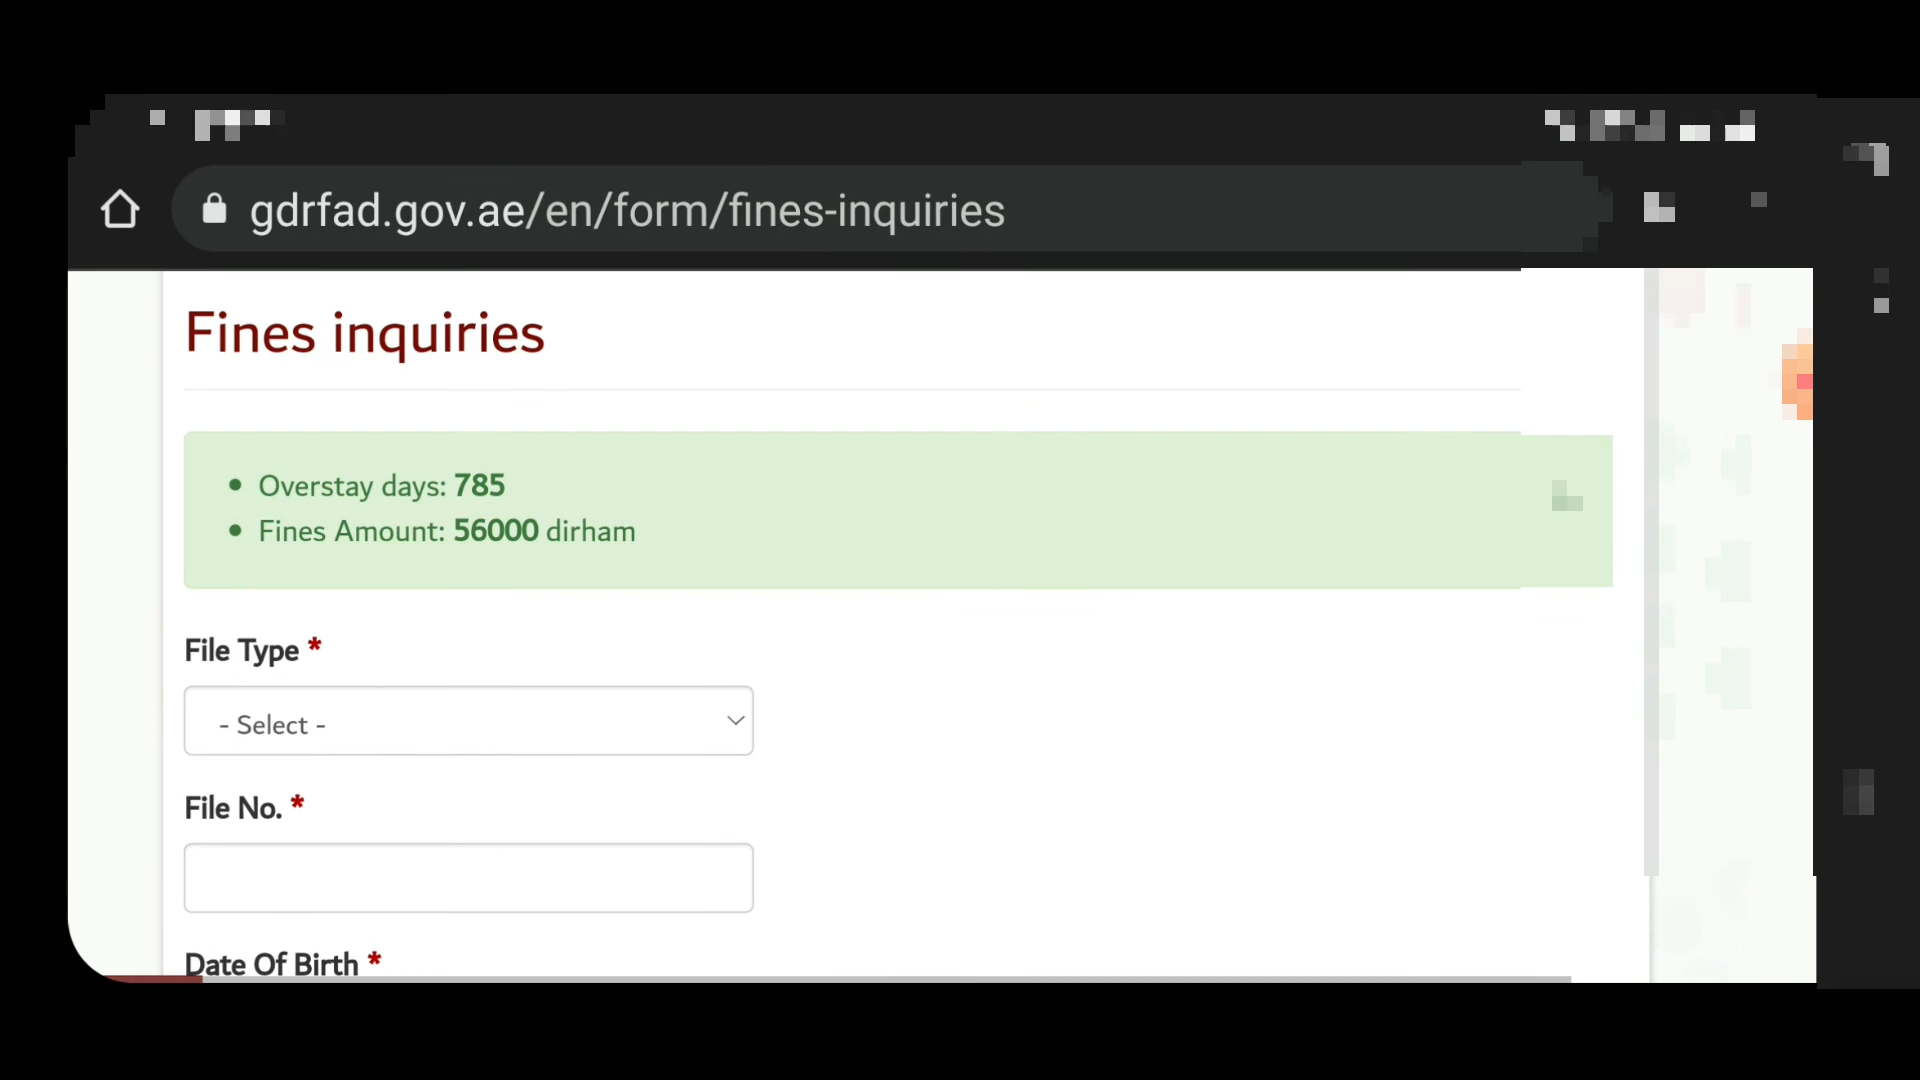 gdrfad.gov.ae/en/form/fines-inquiries
Fines inquiries
Overstay days: 785
Fines Amount: 56000 dirham
File Type *
- Select -
File No. *
Date Of Birth *